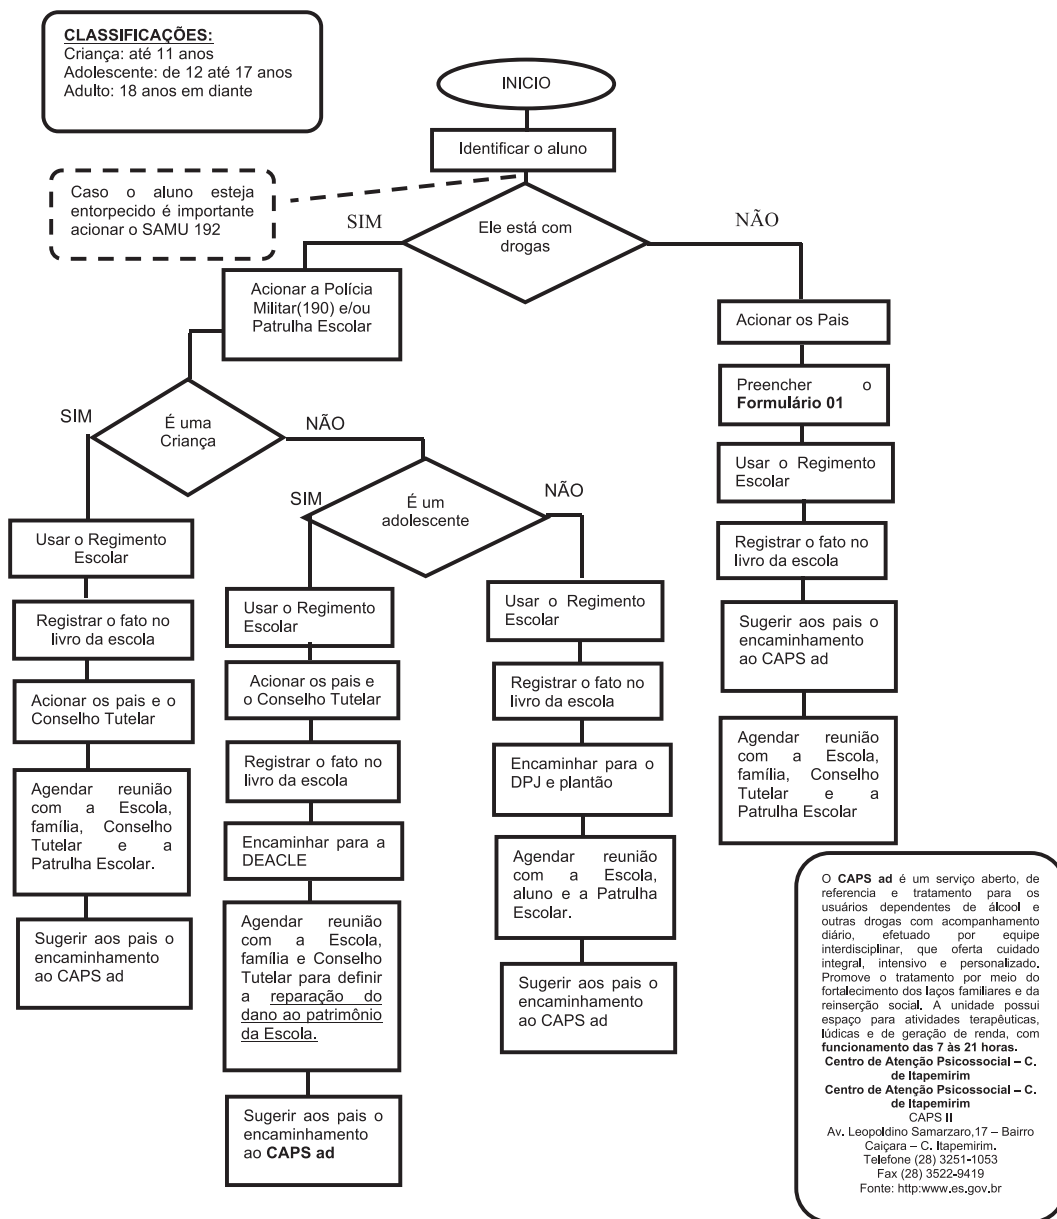 CLASSIFICAÇÕES:
Criança: até 11 anos
Adolescente: de 12 até 17 anos
Adulto: 18 anos em diante
INICIO
Identificar o aluno
Caso o aluno esteja
entorpecido é importante
acionar o SAMU 192
SIM
Ele está com
drogas
NÃO
Acionar a Polícia
Militar(190) e/ou
Patrulha Escolar
Acionar os Pais
Preencher o
Formulário 01
Usar o Regimento
Escolar
Registrar o fato no
livro da escola
Sugerir aos pais o
encaminhamento
ao CAPS ad
Agendar reunião
com a Escola,
família, Conselho
Tutelar e a
Patrulha Escolar
SIM
É uma
Criança
NÃO
SIM
É um
adolescente
NÃO
Usar o Regimento
Escolar
Registrar o fato no
livro da escola
Acionar os pais e o
Conselho Tutelar
Agendar reunião
com a Escola,
família, Conselho
Tutelar e a
Patrulha Escolar.
Sugerir aos pais o
encaminhamento
ao CAPS ad
Usar o Regimento
Escolar
Acionar os pais e
o Conselho Tutelar
Registrar o fato no
livro da escola
Encaminhar para a
DEACLE
Agendar reunião
com a Escola,
família e Conselho
Tutelar para definir
a reparação do
dano ao patrimônio
da Escola.
Sugerir aos pais o
encaminhamento
ao CAPS ad
Usar o Regimento
Escolar
Registrar o fato no
livro da escola
Encaminhar para o
DPJ e plantão
Agendar reunião
com a Escola,
aluno e a Patrulha
Escolar.
Sugerir aos pais o
encaminhamento
ao CAPS ad
O CAPS ad é um serviço aberto, de
referencia e tratamento para os
usuários dependentes de álcool e
outras drogas com acompanhamento
diário, efetuado por equipe
interdisciplinar, que oferta cuidado
integral, intensivo e personalizado.
Promove o tratamento por meio do
fortalecimento dos laços familiares e da
reinserção social. A unidade possui
espaço para atividades terapêuticas,
lúdicas e de geração de renda, com
funcionamento das 7 às 21 horas.
Centro de Atenção Psicossocial – C.
de Itapemirim
Centro de Atenção Psicossocial – C.
de Itapemirim
CAPS II
Av. Leopoldino Samarzaro,17 – Bairro
Caiçara – C. Itapemirim.
Telefone (28) 3251-1053
Fax (28) 3522-9419
Fonte: http:www.es.gov.br